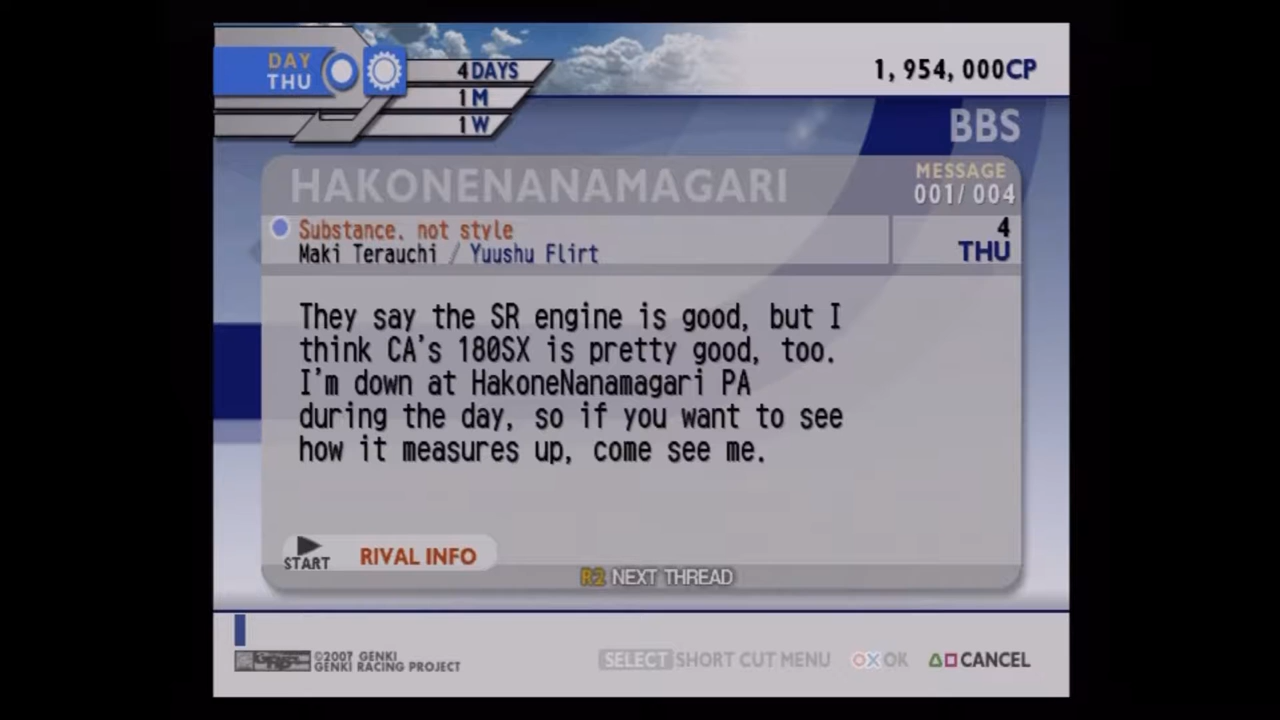 DAY
THU
4DAYS
1M
1W
1,954,000CP
BBS
HAKONENANAMAGARI
MESSAGE
001/004
Substance, not style
Maki Terauchi / Yuushu Flirt
4
THU
They say the SR engine is good, but I
think CA's 180SX is pretty good, too.
I'm down at HakoneNanamagari PA
during the day, so if you want to see
how it measures up, come see me.
START
RIVAL INFO
R2 NEXT THREAD
©2007 GENKI
GENKI RACING PROJECT
SELECT SHORT CUT MENU
OK
CANCEL